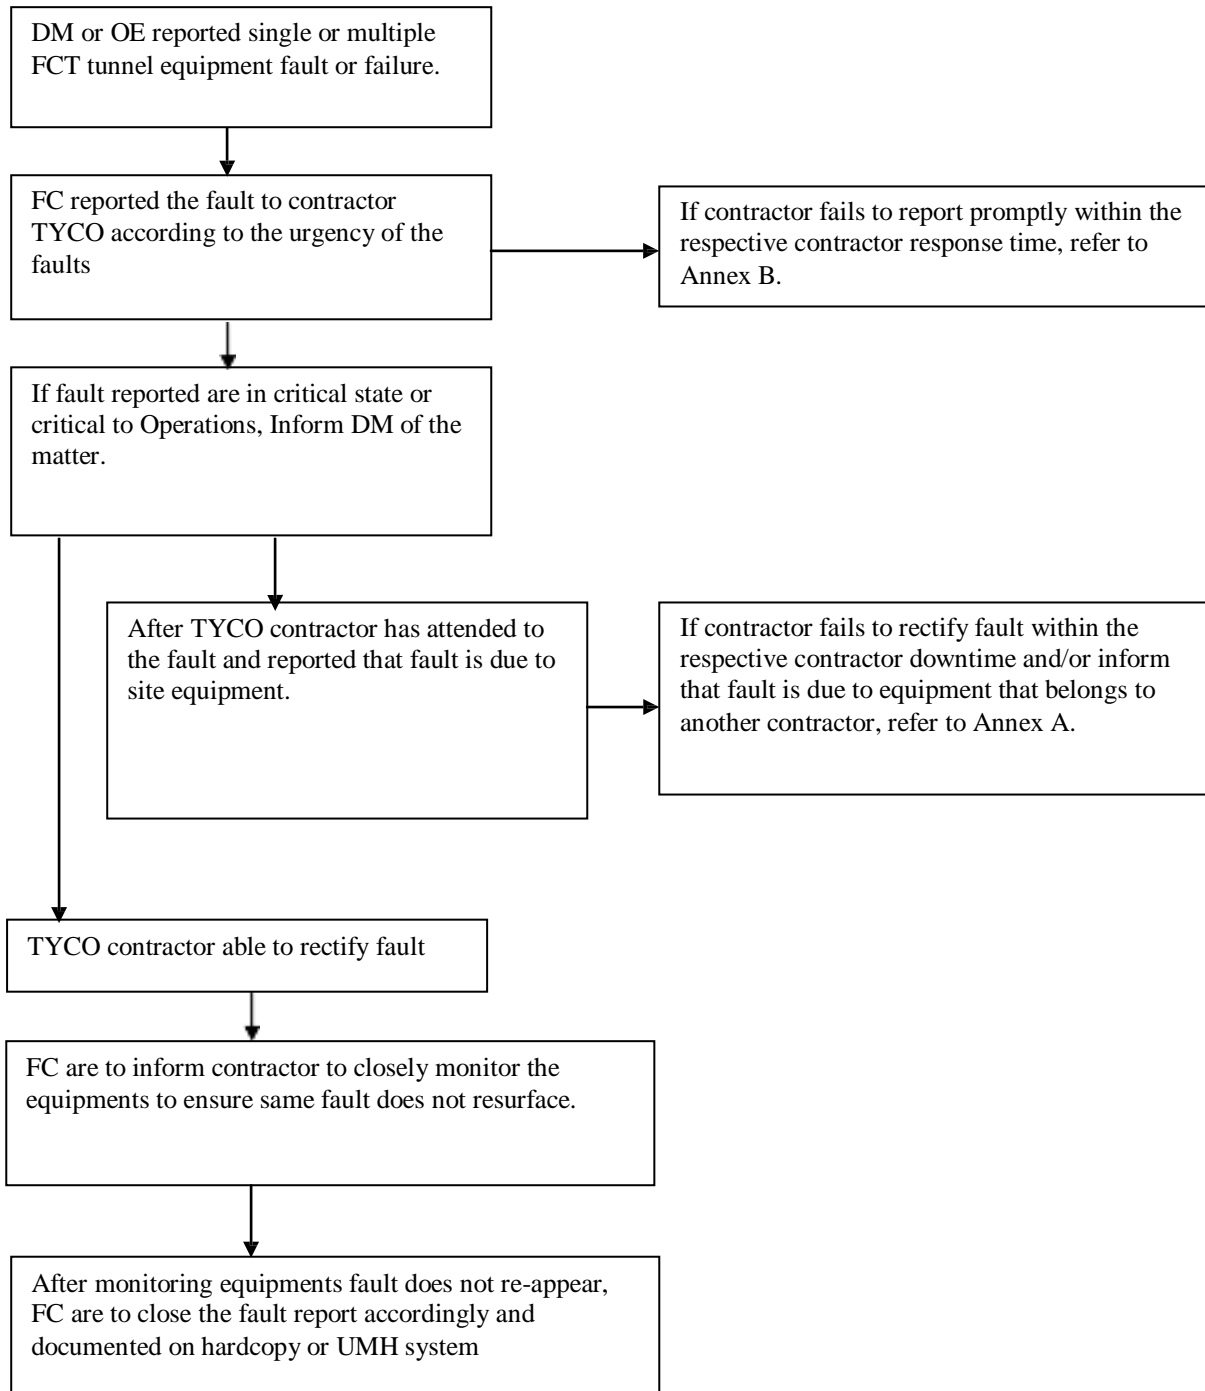 DM or OE reported single or multiple
FCT tunnel equipment fault or failure.
FC reported the fault to contractor
TYCO according to the urgency of the
faults
If contractor fails to report promptly within the
respective contractor response time, refer to
Annex B.
If fault reported are in critical state or
critical to Operations, Inform DM of the
matter.
After TYCO contractor has attended to
the fault and reported that fault is due to
site equipment.
If contractor fails to rectify fault within the
respective contractor downtime and/or inform
that fault is due to equipment that belongs to
another contractor, refer to Annex A.
TYCO contractor able to rectify fault
FC are to inform contractor to closely monitor the
equipments to ensure same fault does not resurface.
After monitoring equipments fault does not re-appear,
FC are to close the fault report accordingly and
documented on hardcopy or UMH system